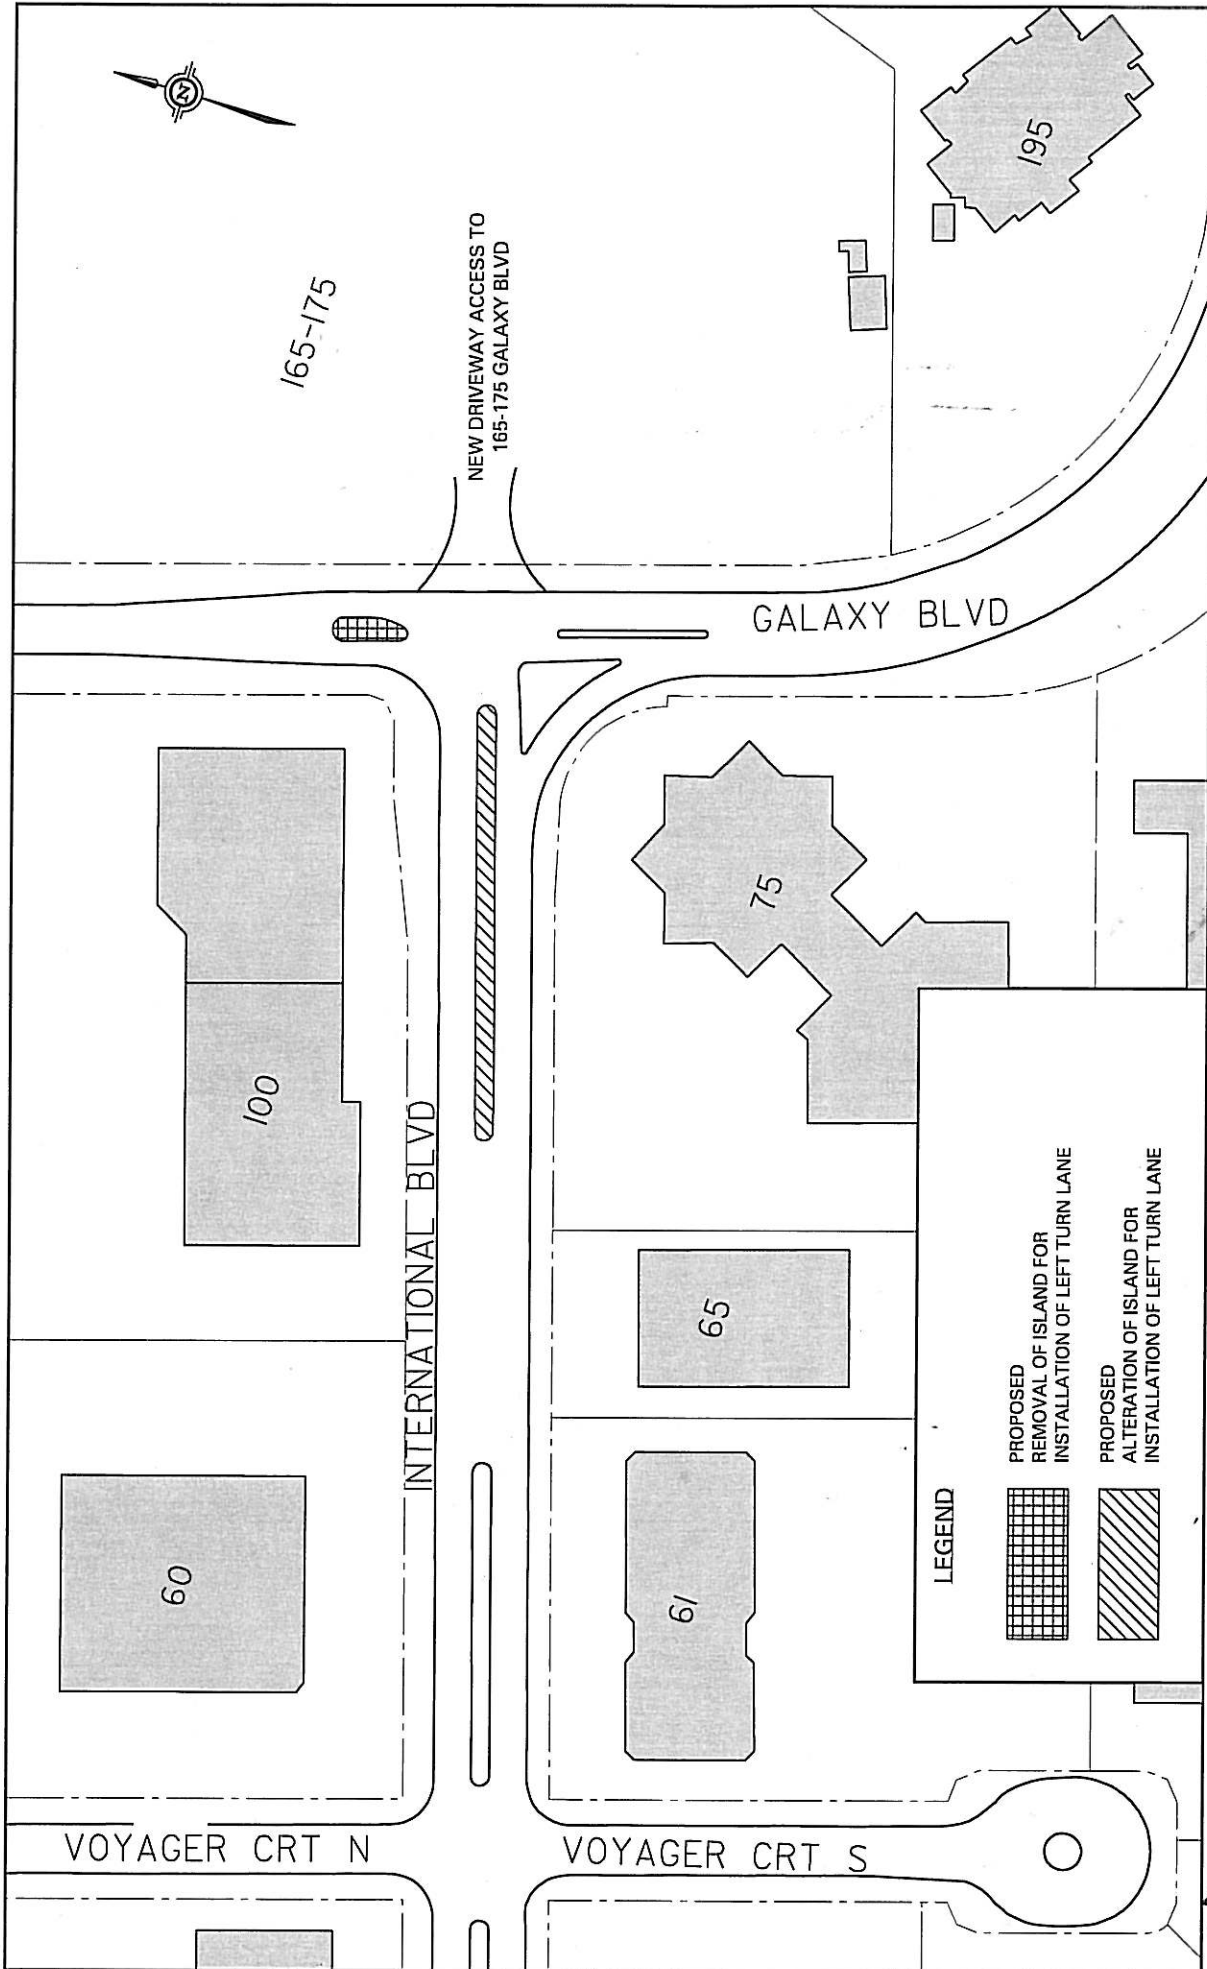 N
165-175
195
NEW DRIVEWAY ACCESS TO
165-175 GALAXY BLVD
GALAXY BLVD
100
75
INTERNATIONAL BLVD
65
60
61
LEGEND
PROPOSED
REMOVAL OF ISLAND FOR
INSTALLATION OF LEFT TURN LANE
PROPOSED
ALTERATION OF ISLAND FOR
INSTALLATION OF LEFT TURN LANE
VOYAGER CRT N
VOYAGER CRT S